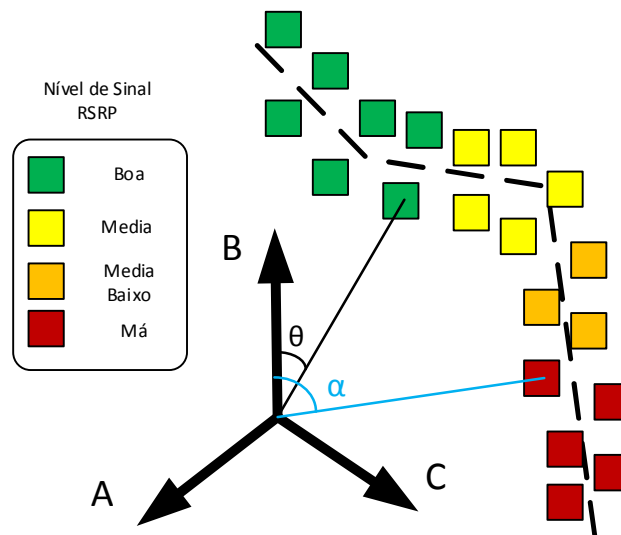 Nível de Sinal
RSRP
Boa
Media
Media
Baixo
Má
B
θ
α
A
C